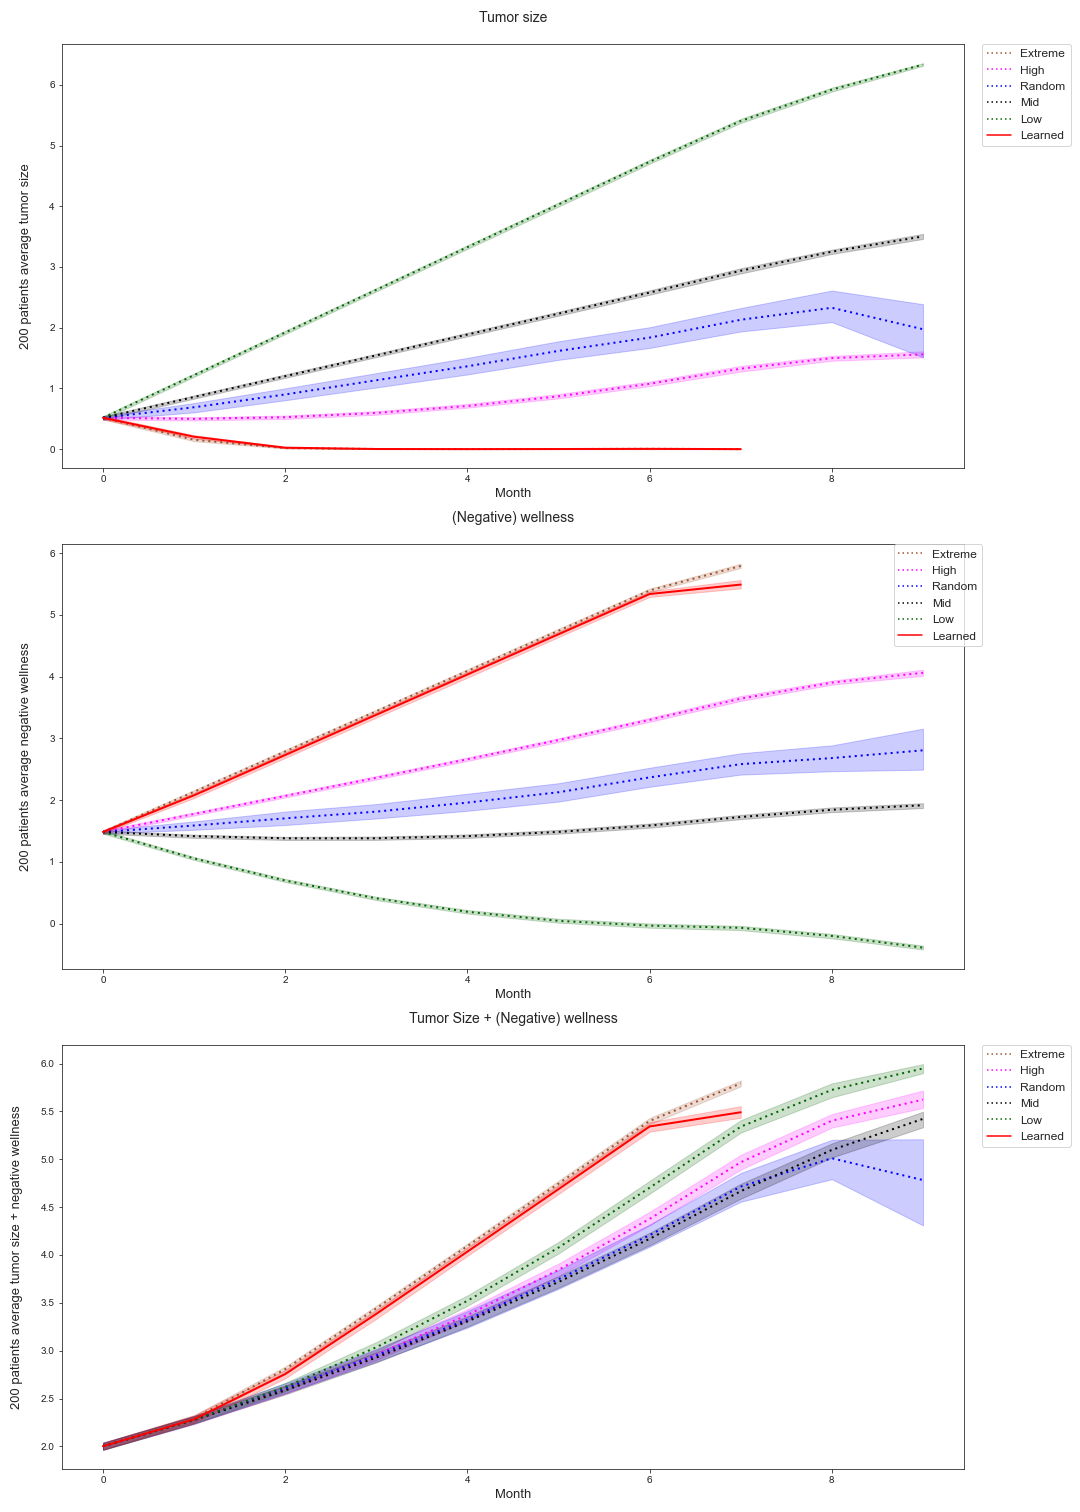 Tumor size
200 patients average tumor size
6
5
4
3
2
1
0
0 2 4 6 8
Month
Extreme
High
Random
Mid
Low
Learned
(Negative) wellness
200 patients average negative wellness
6
5
4
3
2
1
0
0 2 4 6 8
Month
Extreme
High
Random
Mid
Low
Learned
Tumor Size + (Negative) wellness
200 patients average tumor size + negative wellness
6.0
5.5
5.0
4.5
4.0
3.5
3.0
2.5
2.0
0 2 4 6 8
Month
Extreme
High
Random
Mid
Low
Learned